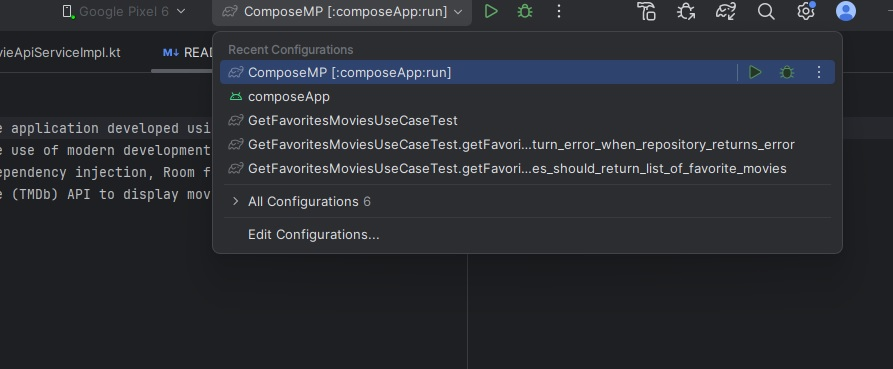 Google Pixel 6
ComposeMP [:composeApp:run]
vieApiServiceImpl.kt
M↓ REA
Recent Configurations
ComposeMP [:composeApp:run]
composeApp
GetFavoritesMoviesUseCaseTest
GetFavoritesMoviesUseCaseTest.getFavori...turn_error_when_repository_returns_error
GetFavoritesMoviesUseCaseTest.getFavori...es_should_return_list_of_favorite_movies
All Configurations 6
Edit Configurations...
e application developed usi
e use of modern development
ependency injection, Room f
e (TMDb) API to display mov